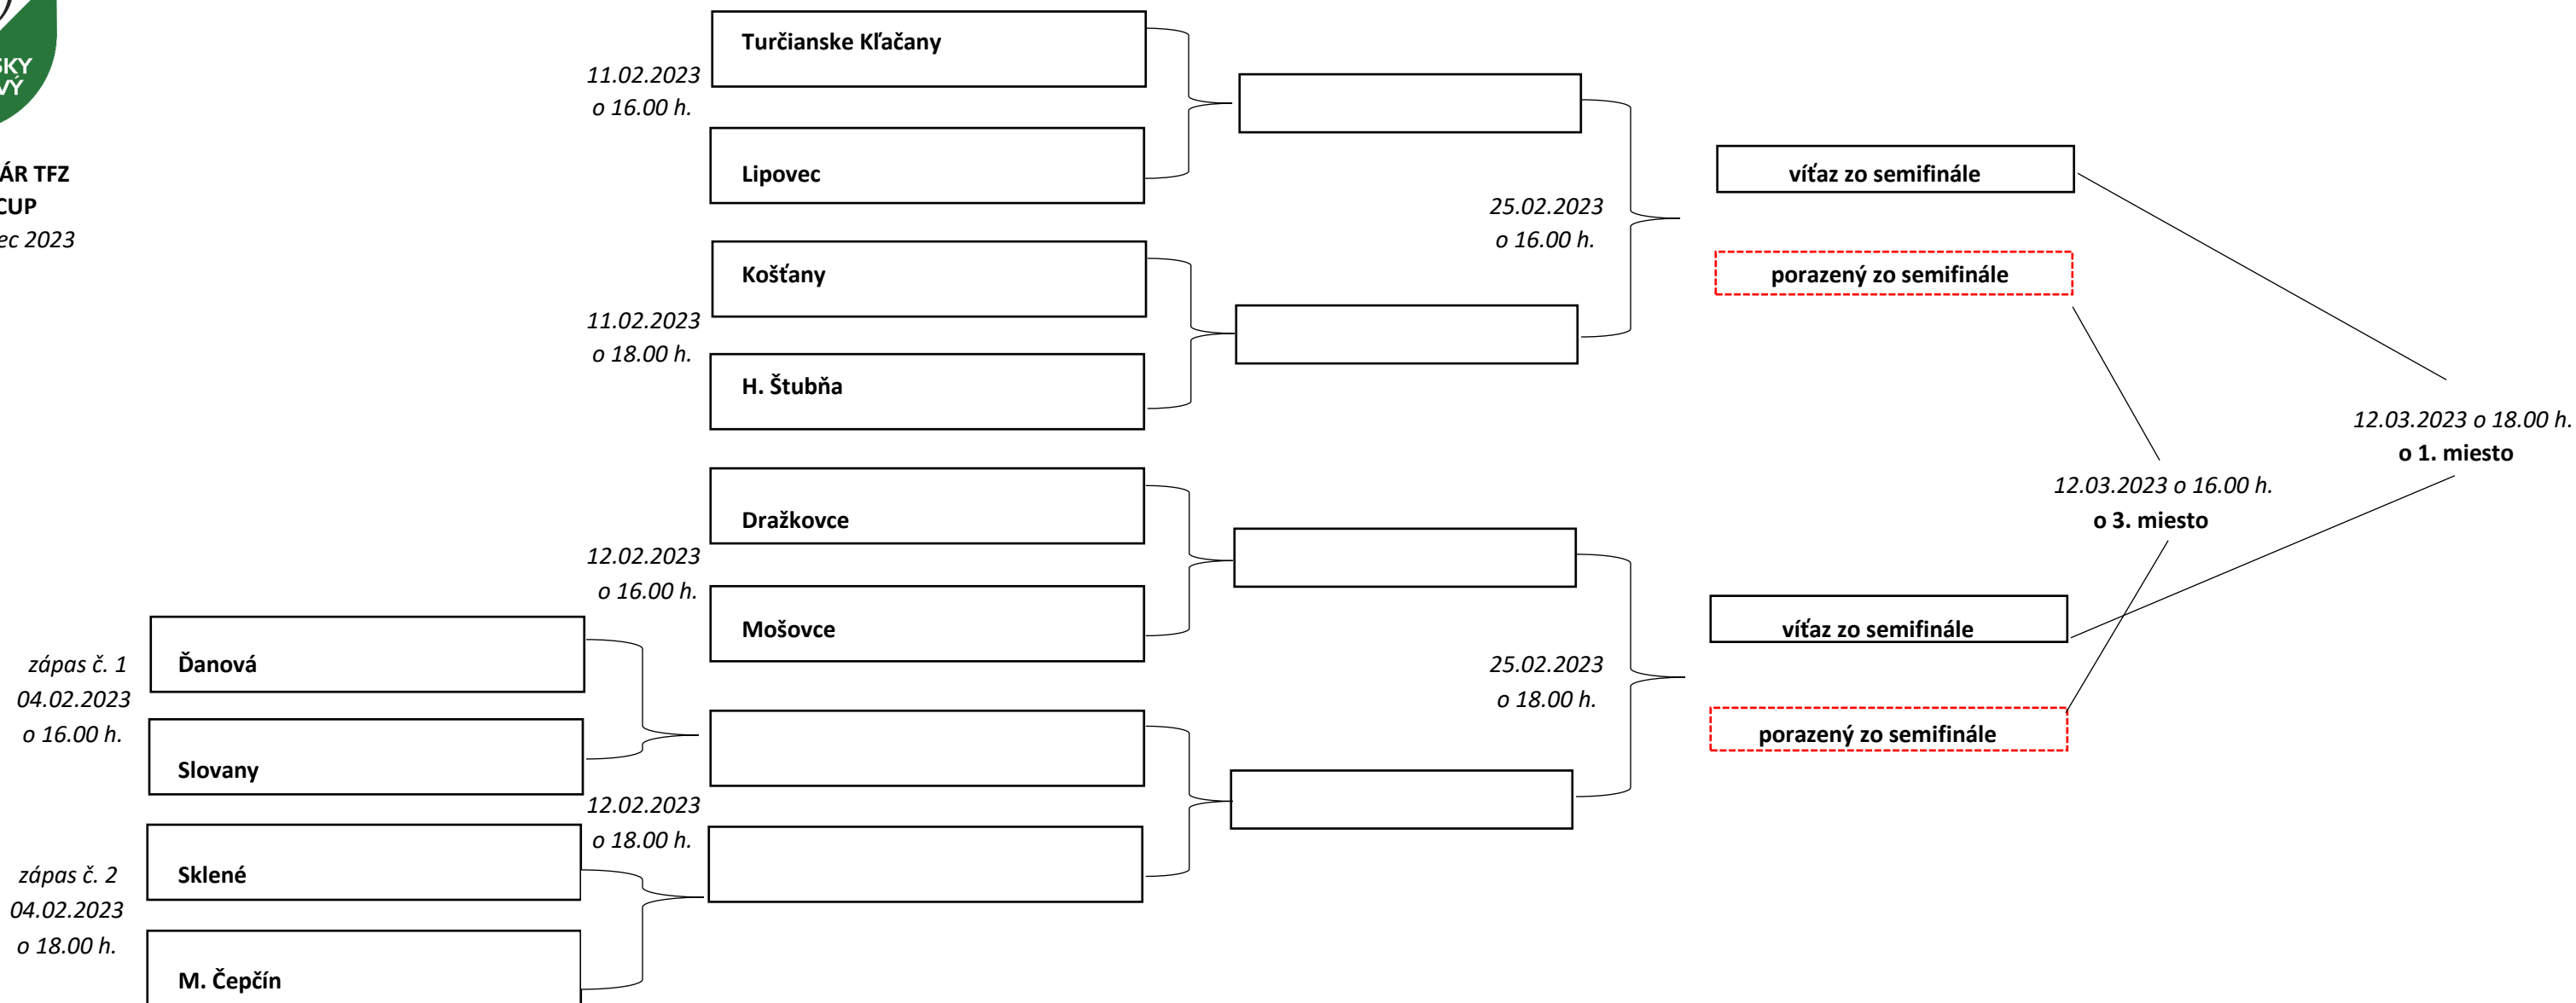 Turčianske Kľačany
11.02.2023
o 16.00 h.
Lipovec
víťaz zo semifinále
25.02.2023
o 16.00 h.
CUP
2023
TFZ
Košťany
porazený zo semifinále
11.02.2023
o 18.00 h.
H. Štubňa
12.03.2023 o 18.00 h.
o 1. miesto
12.03.2023 o 16.00 h.
o 3. miesto
Dražkovce
12.02.2023
o 16.00 h.
Mošovce
víťaz zo semifinále
zápas č. 1
04.02.2023
o 16.00 h.
Ďanová
Slovany
25.02.2023
o 18.00 h.
porazený zo semifinále
12.02.2023
o 18.00 h.
zápas č. 2
04.02.2023
o 18.00 h.
Sklené
M. Čepčín